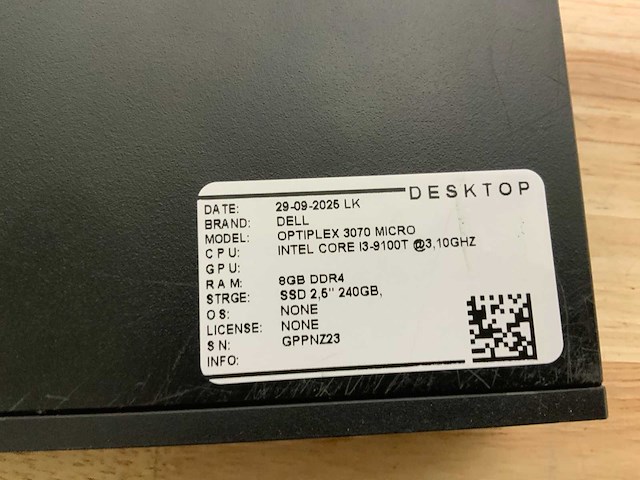 DESKTOP
DATE: 29-09-2025 LK
BRAND: DELL
MODEL: OPTIPLEX 3070 MICRO
CPU: INTEL CORE I3-9100T @3,10GHZ
GPU:
RAM: 8GB DDR4
STRGE: SSD 2,5" 240GB,
OS: NONE
LICENSE: NONE
SN: GPPNZ23
INFO: